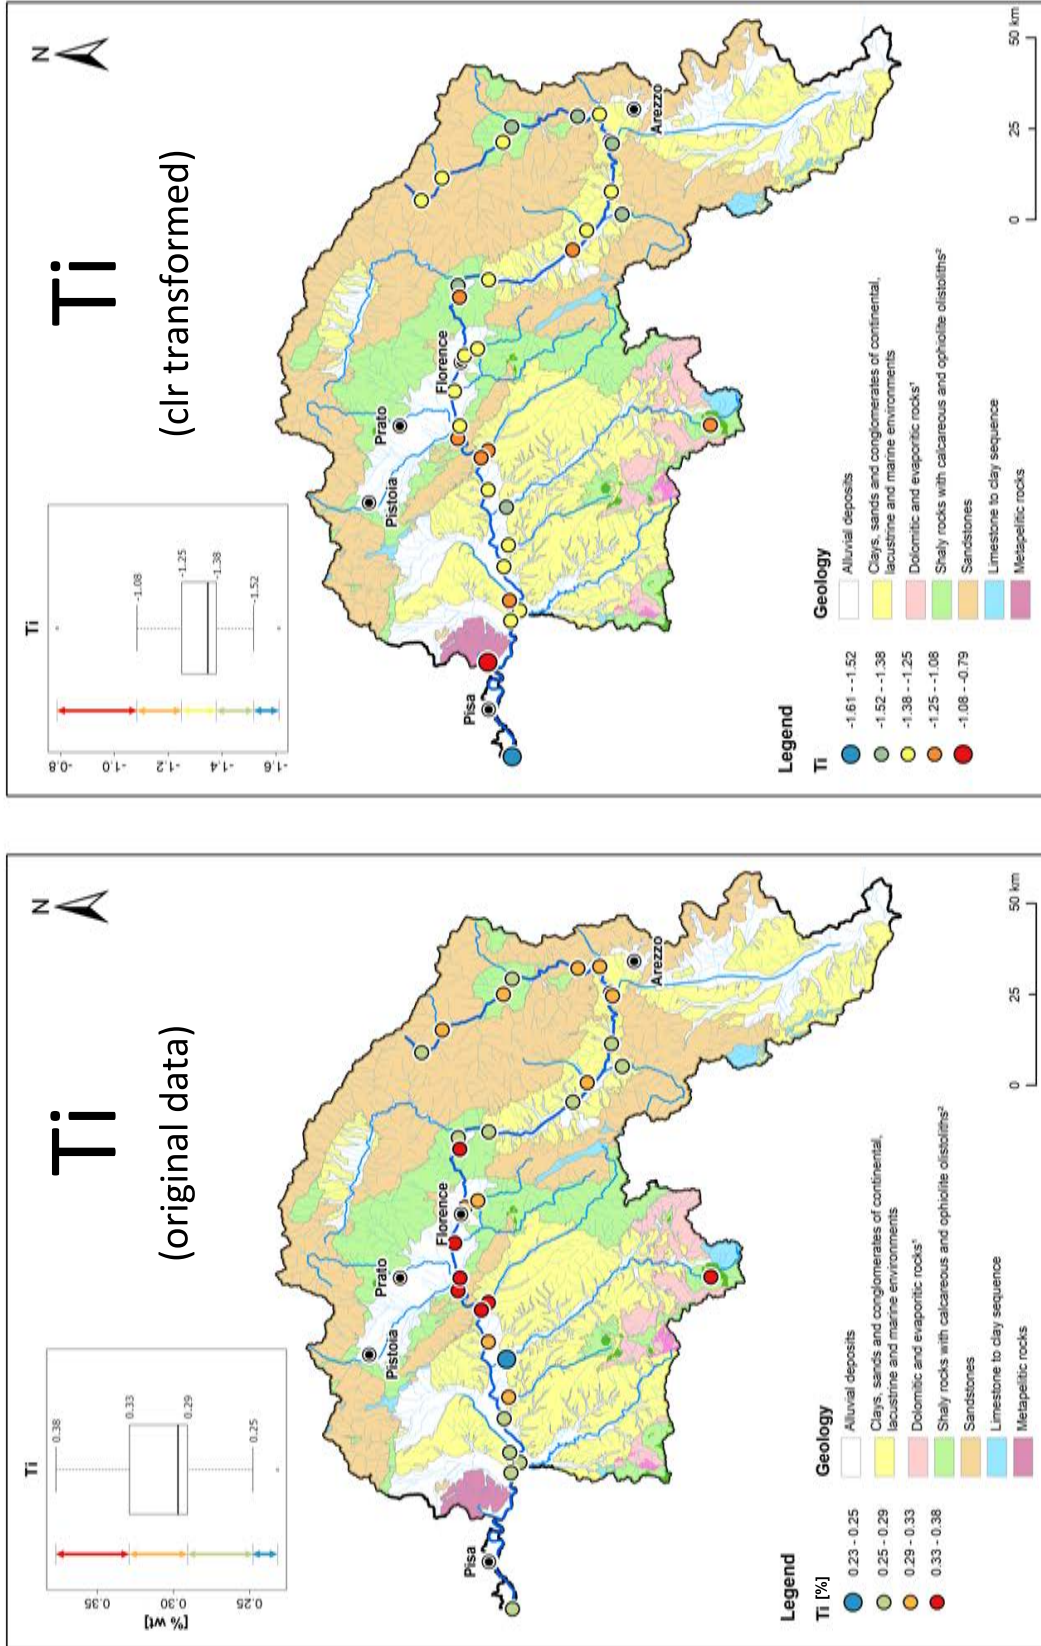 Ti
(original data)
N
Ti
0.38
0.33
0.29
0.25
0.35
0.30
0.25
[% wt]
Pistoia
Prato
Florence
Pisa
Arezzo
Legend
Ti [%]
0.23 - 0.25
0.25 - 0.29
0.29 - 0.33
0.33 - 0.38
Geology
Alluvial deposits
Clays, sands and conglomerates of continental,
lacustrine and marine environments
Dolomitic and evaporitic rocks¹
Shaly rocks with calcareous and ophiolite olistoliths²
Sandstones
Limestone to clay sequence
Metapelitic rocks
0 25 50 km
Ti
(clr transformed)
N
Ti
-1.08
-1.25
-1.38
-1.52
-0.8
-1.0
-1.2
-1.4
-1.6
Pistoia
Prato
Florence
Pisa
Arezzo
Legend
Ti
-1.61 - -1.52
-1.52 - -1.38
-1.38 - -1.25
-1.25 - -1.08
-1.08 - -0.79
Geology
Alluvial deposits
Clays, sands and conglomerates of continental,
lacustrine and marine environments
Dolomitic and evaporitic rocks¹
Shaly rocks with calcareous and ophiolite olistoliths²
Sandstones
Limestone to clay sequence
Metapelitic rocks
0 25 50 km